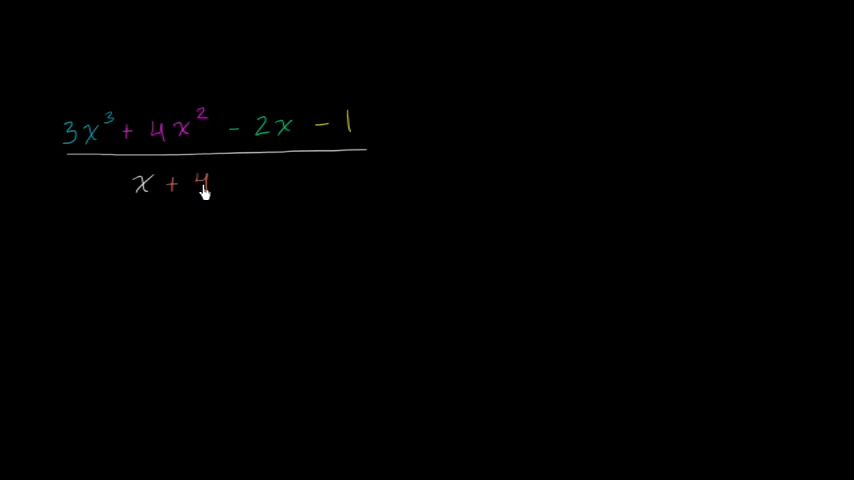 3x³ + 4x² - 2x - 1
x + 4